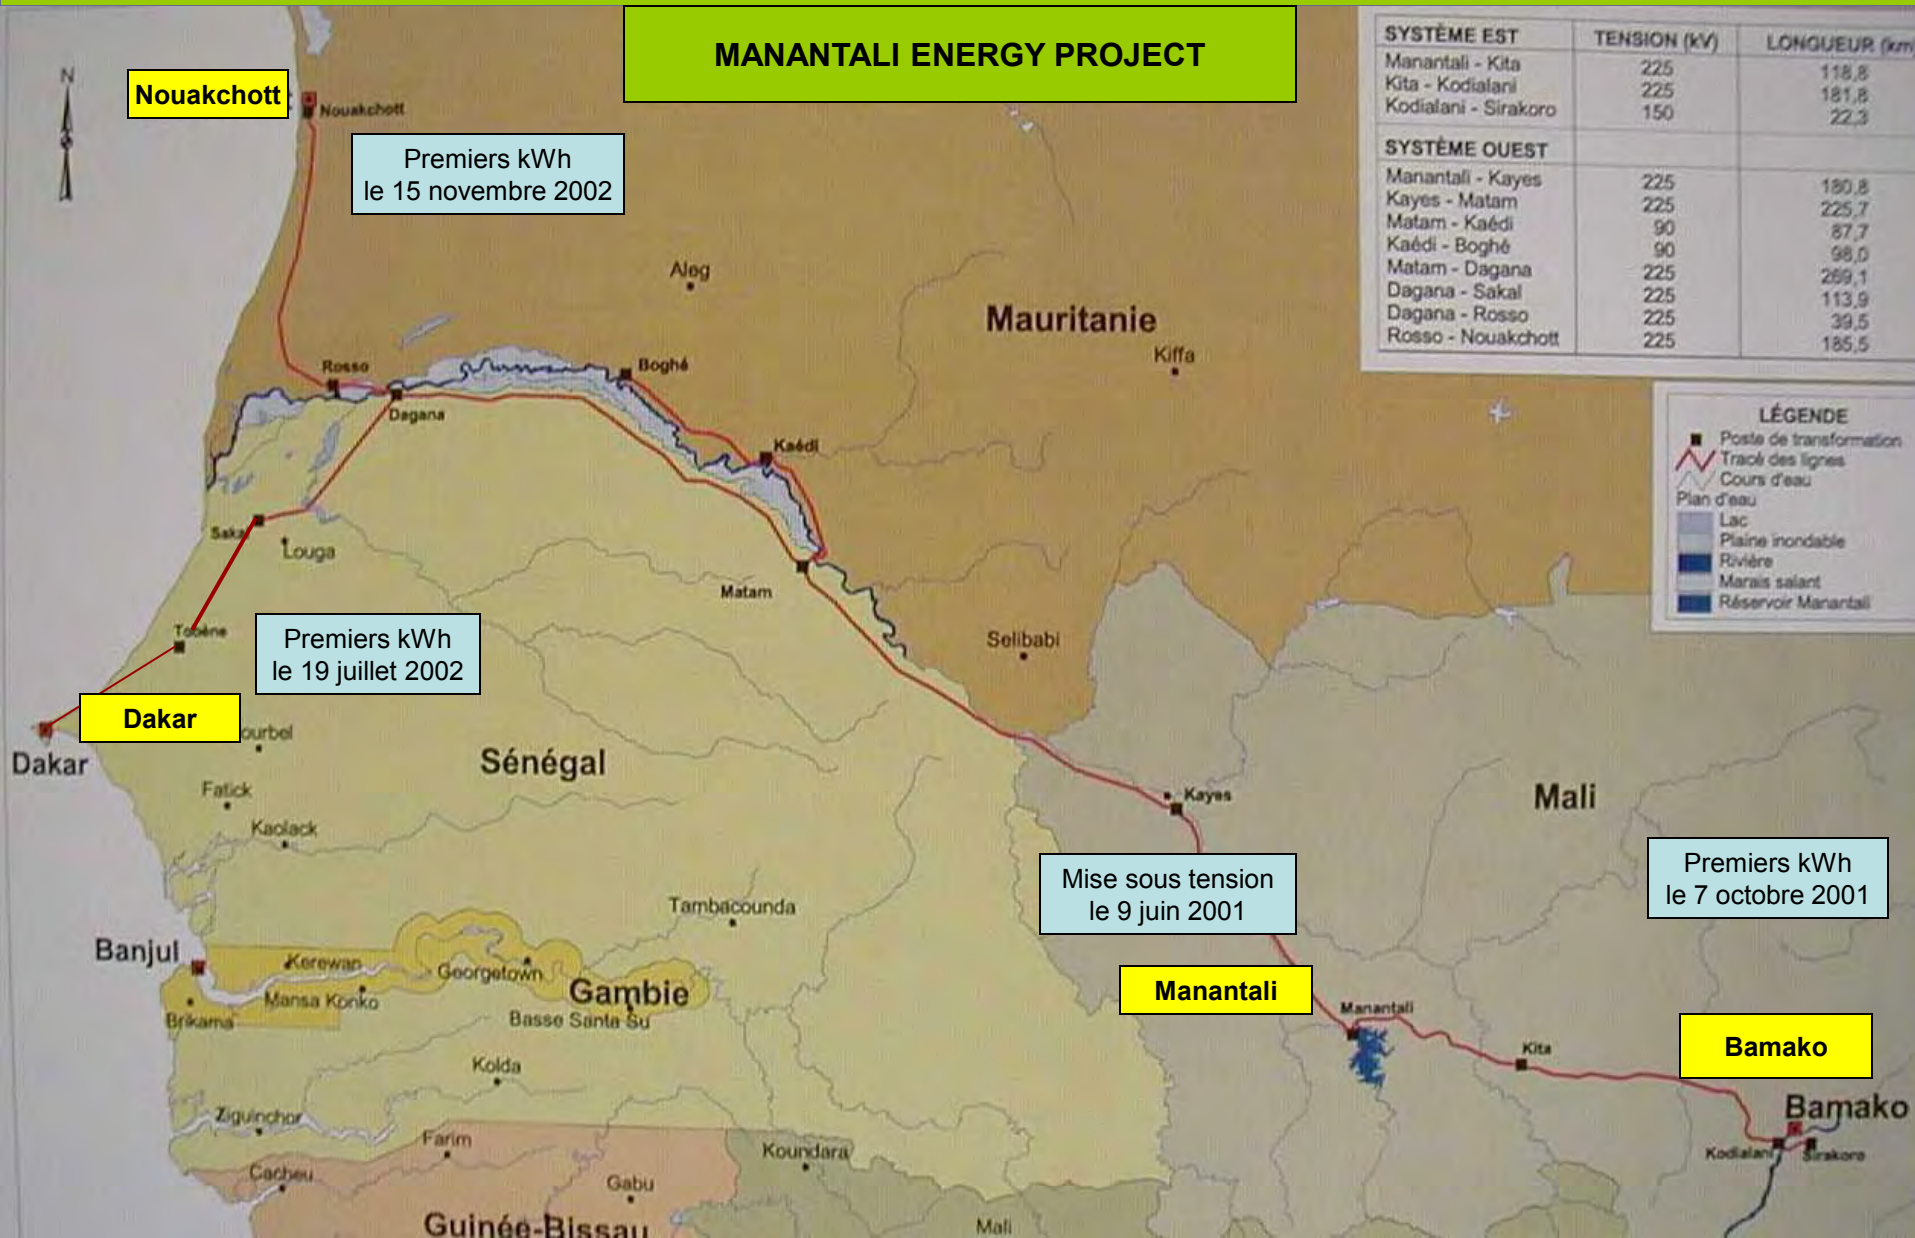 MANANTALI ENERGY PROJECT
SYSTÈME EST TENSION (kV) LONGUEUR (km)
Manantali - Kita 225 118,8
Kita - Kodialani 225 181,8
Kodialani - Sirakoro 150 22,3
SYSTÈME OUEST
Manantali - Kayes 225 180,8
Kayes - Matam 225 225,7
Matam - Kaédi 90 87,7
Kaédi - Boghé 90 98,0
Matam - Dagana 225 269,1
Dagana - Sakal 225 113,9
Dagana - Rosso 225 39,5
Rosso - Nouakchott 225 185,5
N
Nouakchott
Nouakchott
Premiers kWh
le 15 novembre 2002
Aleg
Mauritanie
Kiffa
Rosso
Boghé
Dagana
Kaédi
LÉGENDE
Poste de transformation
Tracé des lignes
Cours d'eau
Plan d'eau
Lac
Plaine inondable
Rivière
Marais salant
Réservoir Manantali
Sakal
Louga
Matam
Selibabi
Tobène
Premiers kWh
le 19 juillet 2002
Dakar
Dakar
ourbel
Sénégal
Fatick
Kaolack
Kayes
Mali
Mise sous tension
le 9 juin 2001
Premiers kWh
le 7 octobre 2001
Tambacounda
Banjul
Kerewan
Georgetown
Gambie
Mansa Konko
Brikama
Basse Santa Su
Manantali
Manantali
Kita
Bamako
Bamako
Kodialani
Sirakoro
Kolda
Ziguinchor
Farim
Koundara
Cacheu
Gabu
Guinée-Bissau
Mali